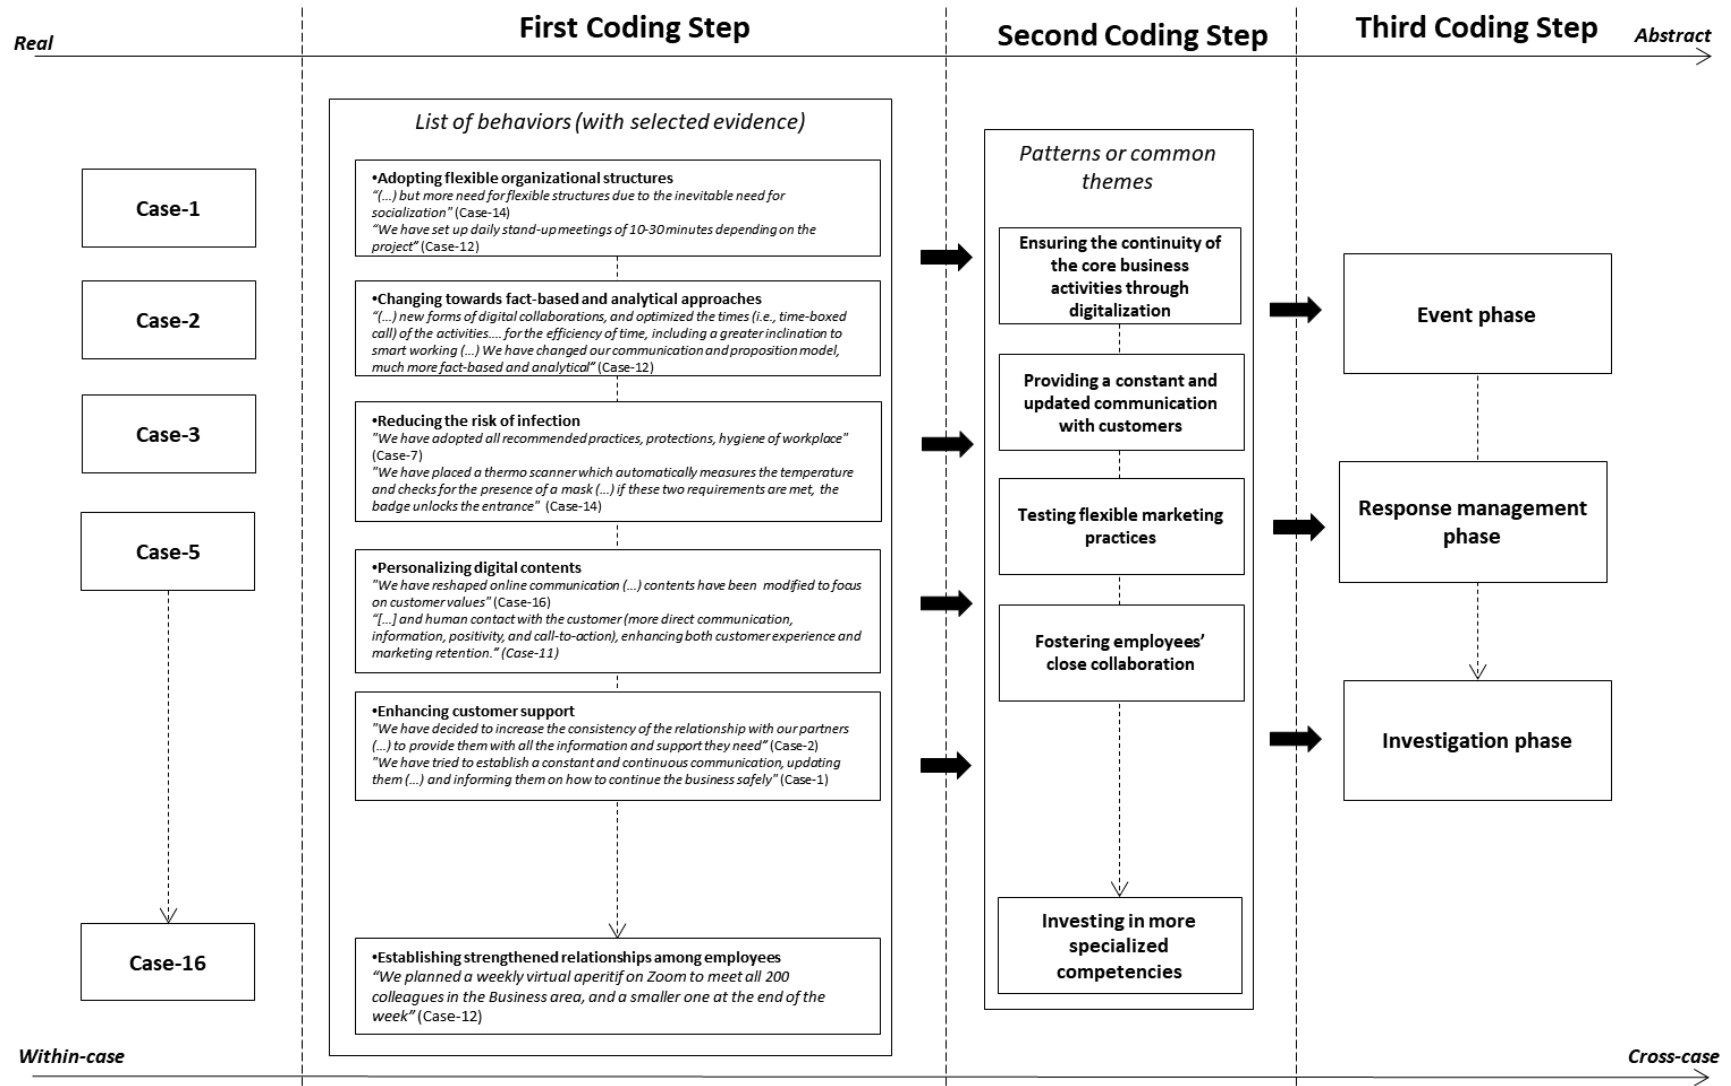 First Coding Step
Second Coding Step
Third Coding Step
Real
Abstract
Case-1
Case-2
Case-3
Case-5
Case-16
List of behaviors (with selected evidence)
•Adopting flexible organizational structures
“(...) but more need for flexible structures due to the inevitable need for
socialization" (Case-14)
“We have set up daily stand-up meetings of 10-30 minutes depending on the
project” (Case-12)
•Changing towards fact-based and analytical approaches
“(...) new forms of digital collaborations, and optimized the times (i.e., time-boxed
call) of the activities.... for the efficiency of time, including a greater inclination to
smart working (...) We have changed our communication and proposition model,
much more fact-based and analytical” (Case-12)
•Reducing the risk of infection
"We have adopted all recommended practices, protections, hygiene of workplace"
(Case-7)
"We have placed a thermo scanner which automatically measures the temperature
and checks for the presence of a mask (...) if these two requirements are met, the
badge unlocks the entrance" (Case-14)
•Personalizing digital contents
"We have reshaped online communication (...) contents have been modified to focus
on customer values" (Case-16)
“[...] and human contact with the customer (more direct communication,
information, positivity, and call-to-action), enhancing both customer experience and
marketing retention.” (Case-11)
•Enhancing customer support
"We have decided to increase the consistency of the relationship with our partners
(...) to provide them with all the information and support they need” (Case-2)
"We have tried to establish a constant and continuous communication, updating
them (...) and informing them on how to continue the business safely" (Case-1)
•Establishing strengthened relationships among employees
“We planned a weekly virtual aperitif on Zoom to meet all 200
colleagues in the Business area, and a smaller one at the end of the
week” (Case-12)
Patterns or common
themes
Ensuring the continuity of
the core business
activities through
digitalization
Providing a constant and
updated communication
with customers
Testing flexible marketing
practices
Fostering employees’
close collaboration
Investing in more
specialized
competencies
Event phase
Response management
phase
Investigation phase
Within-case
Cross-case